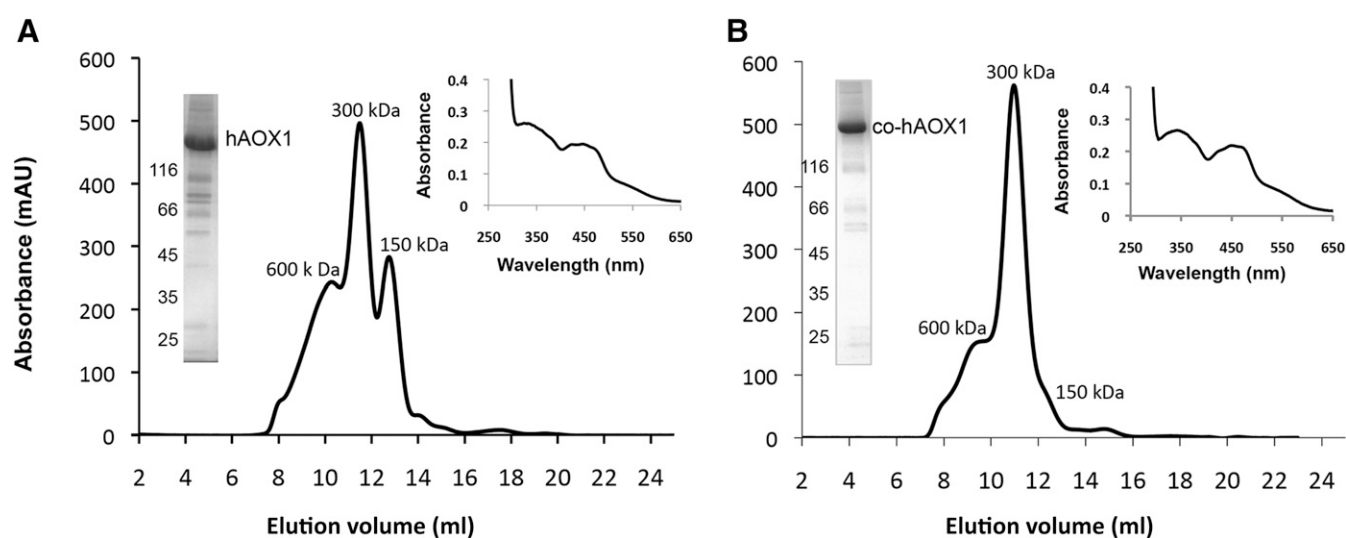 A
600
500
400
300
200
100
0
Absorbance (mAU)
2 4 6 8 10 12 14 16 18 20 22 24
Elution volume (ml)
hAOX1
116
66
45
35
25
600 k Da
300 kDa
150 kDa
0.4
0.3
0.2
0.1
0
Absorbance
250 350 450 550 650
Wavelength (nm)
B
600
500
400
300
200
100
0
2 4 6 8 10 12 14 16 18 20 22 24
Elution volume (ml)
co-hAOX1
116
66
45
35
25
600 kDa
300 kDa
150 kDa
0.4
0.3
0.2
0.1
0
Absorbance
250 350 450 550 650
Wavelength (nm)